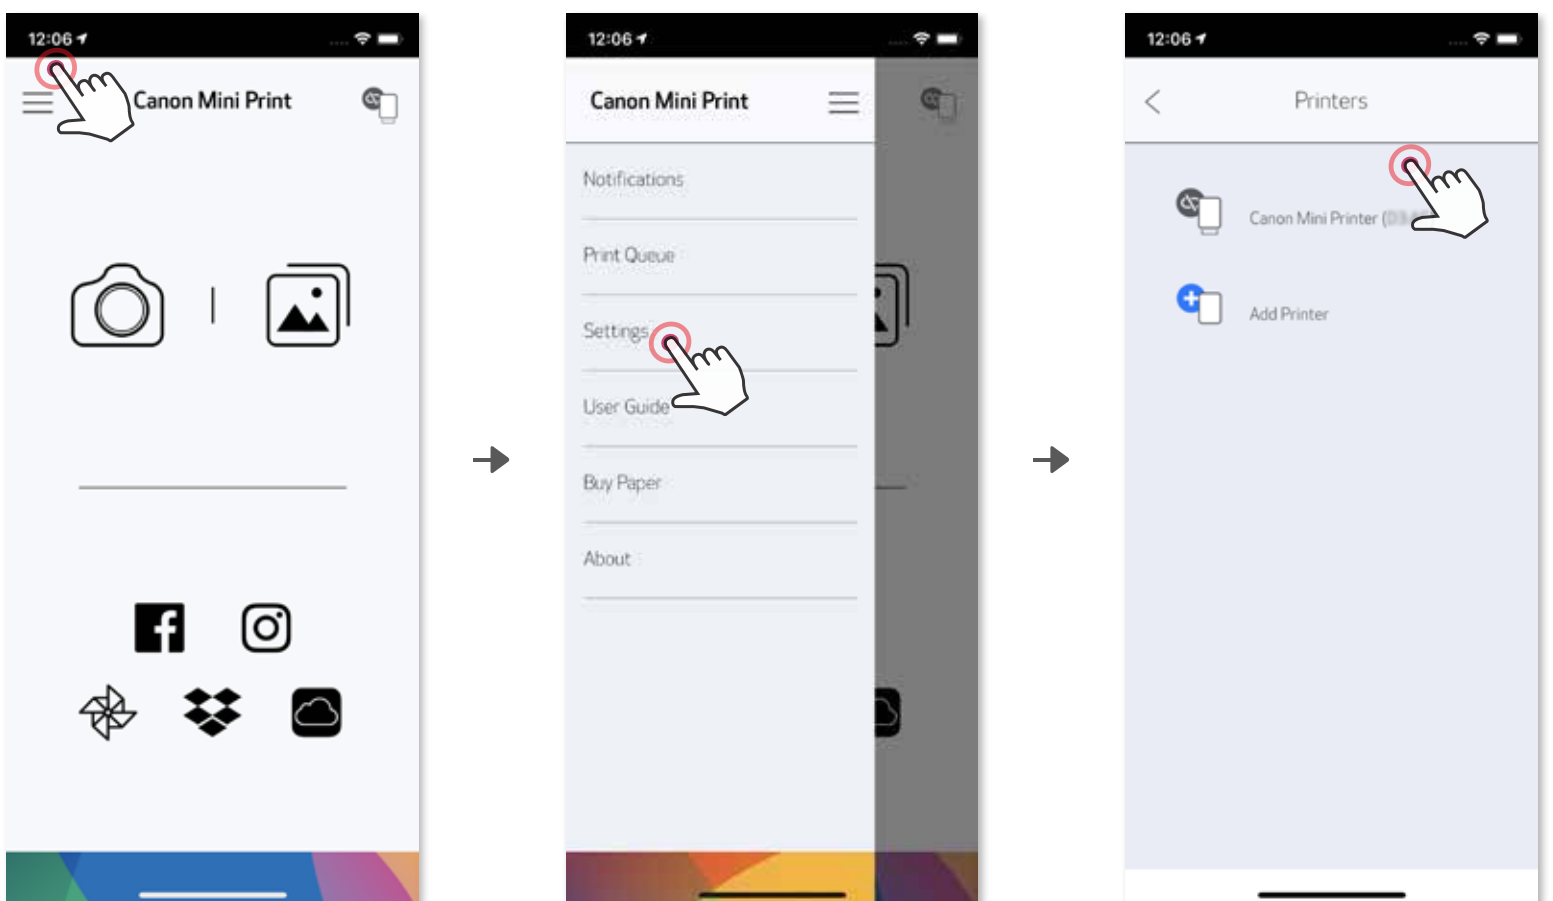 12:06
Canon Mini Print
12:06
Canon Mini Print
Notifications
Print Queue
Settings
User Guide
Buy Paper
About
12:06
Printers
Canon Mini Printer (
Add Printer